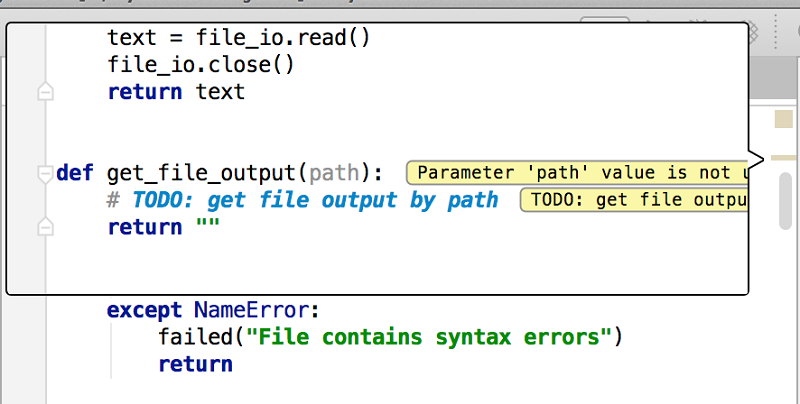 text = file_io.read()
file_io.close()
return text
def get_file_output(path): Parameter 'path' value is not
# TODO: get file output by path TODO: get file outpu
return ""
except NameError:
failed("File contains syntax errors")
return